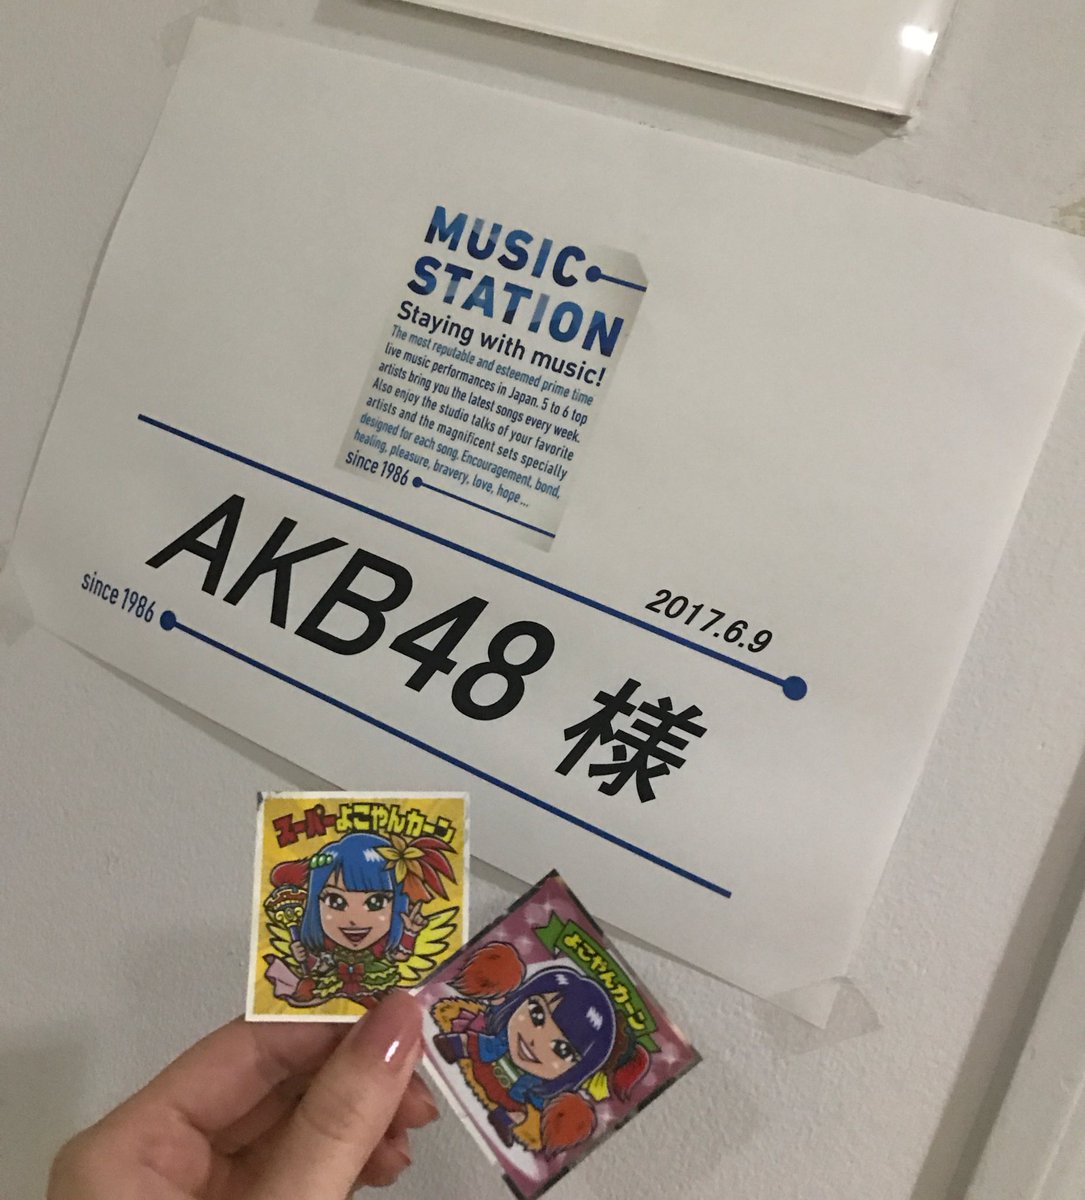 MUSIC
STATION
Staying with music!
The most reputable and esteemed prime time
live music performances in Japan. 5 to 6 top
artists bring you the latest songs every week.
Also enjoy the studio talks of your favorite
artists and the magnificent sets specially
designed for each song. Encouragement, bond,
healing, pleasure, bravery, love, hope...
since 1986
2017.6.9
AKB48 様
since 1986
スーパーよこやんカーン
よこやんカーン